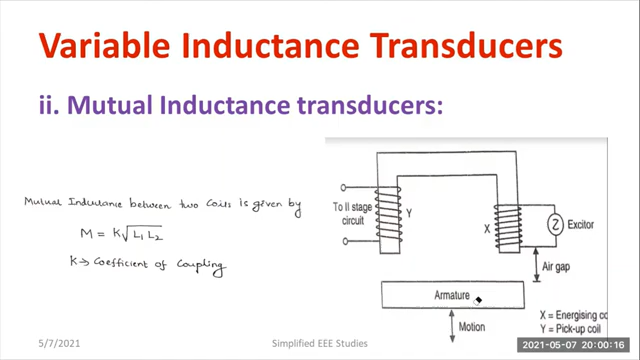 Variable Inductance Transducers
ii. Mutual Inductance transducers:
Mutual Inductance between two Coils is given by
M = K√L₁ L₂
K→ Coefficient of Coupling
To II stage
circuit
Y
X
Excitor
Air gap
Armature
Motion
X = Energising co
Y = Pick-up coil
5/7/2021
Simplified EEE Studies
2021-05-07 20:00:16